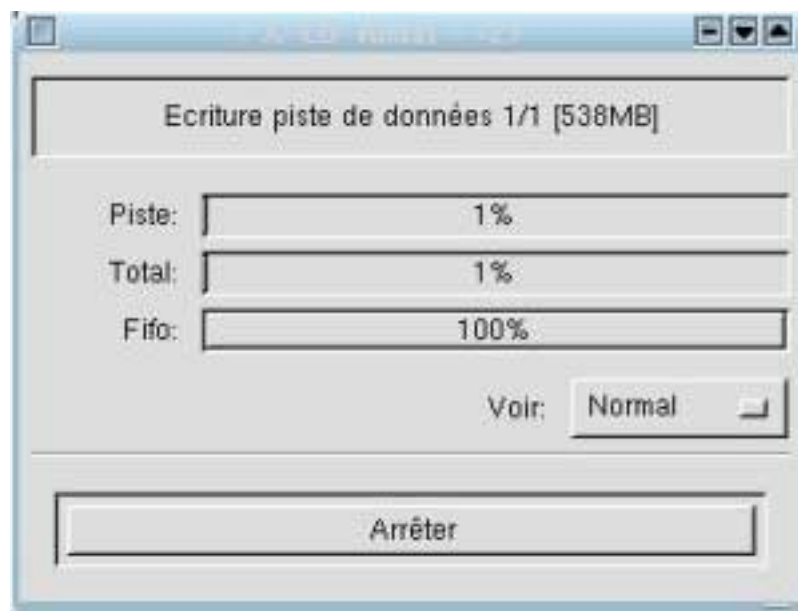 Ecriture piste de données 1/1 [538MB]
Piste: 1%
Total: 1%
Fifo: 100%
Voir: Normal
Arrêter